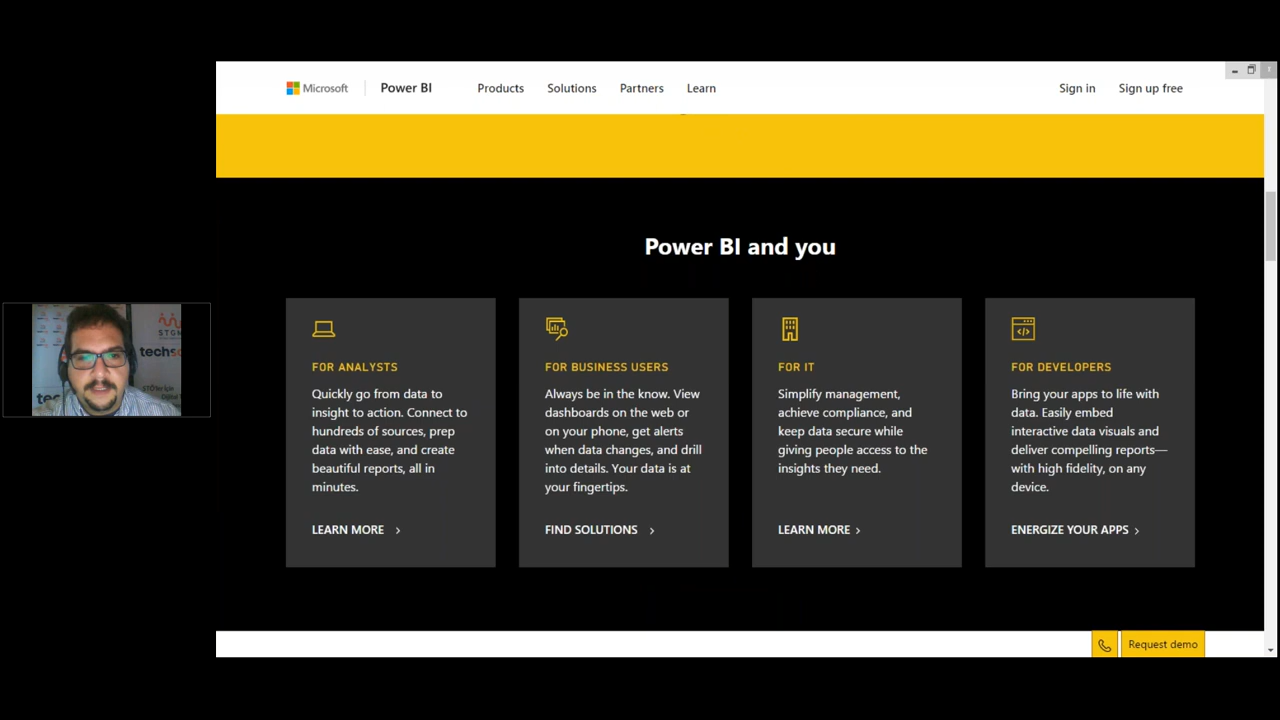 Microsoft
Power BI
Products
Solutions
Partners
Learn
Sign in
Sign up free
Power BI and you
FOR ANALYSTS
Quickly go from data to
insight to action. Connect to
hundreds of sources, prep
data with ease, and create
beautiful reports, all in
minutes.
LEARN MORE
FOR BUSINESS USERS
Always be in the know. View
dashboards on the web or
on your phone, get alerts
when data changes, and drill
into details. Your data is at
your fingertips.
FIND SOLUTIONS
FOR IT
Simplify management,
achieve compliance, and
keep data secure while
giving people access to the
insights they need.
LEARN MORE
FOR DEVELOPERS
Bring your apps to life with
data. Easily embed
interactive data visuals and
deliver compelling reports—
with high fidelity, on any
device.
ENERGIZE YOUR APPS
Request demo